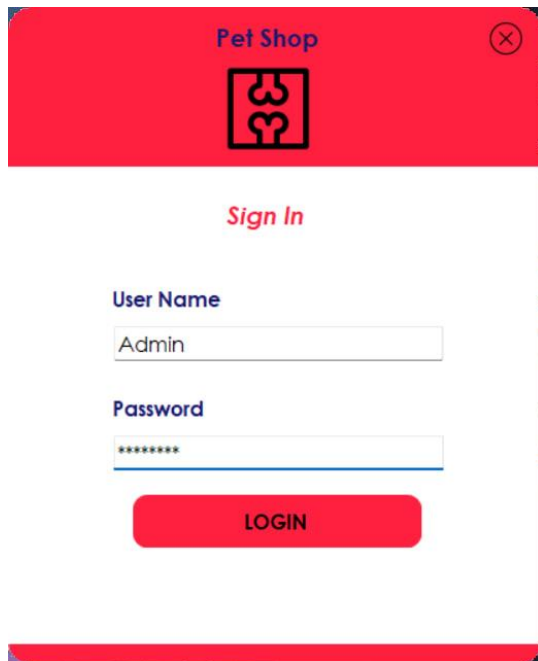 Pet Shop
Sign In
User Name
Admin
Password
********
LOGIN